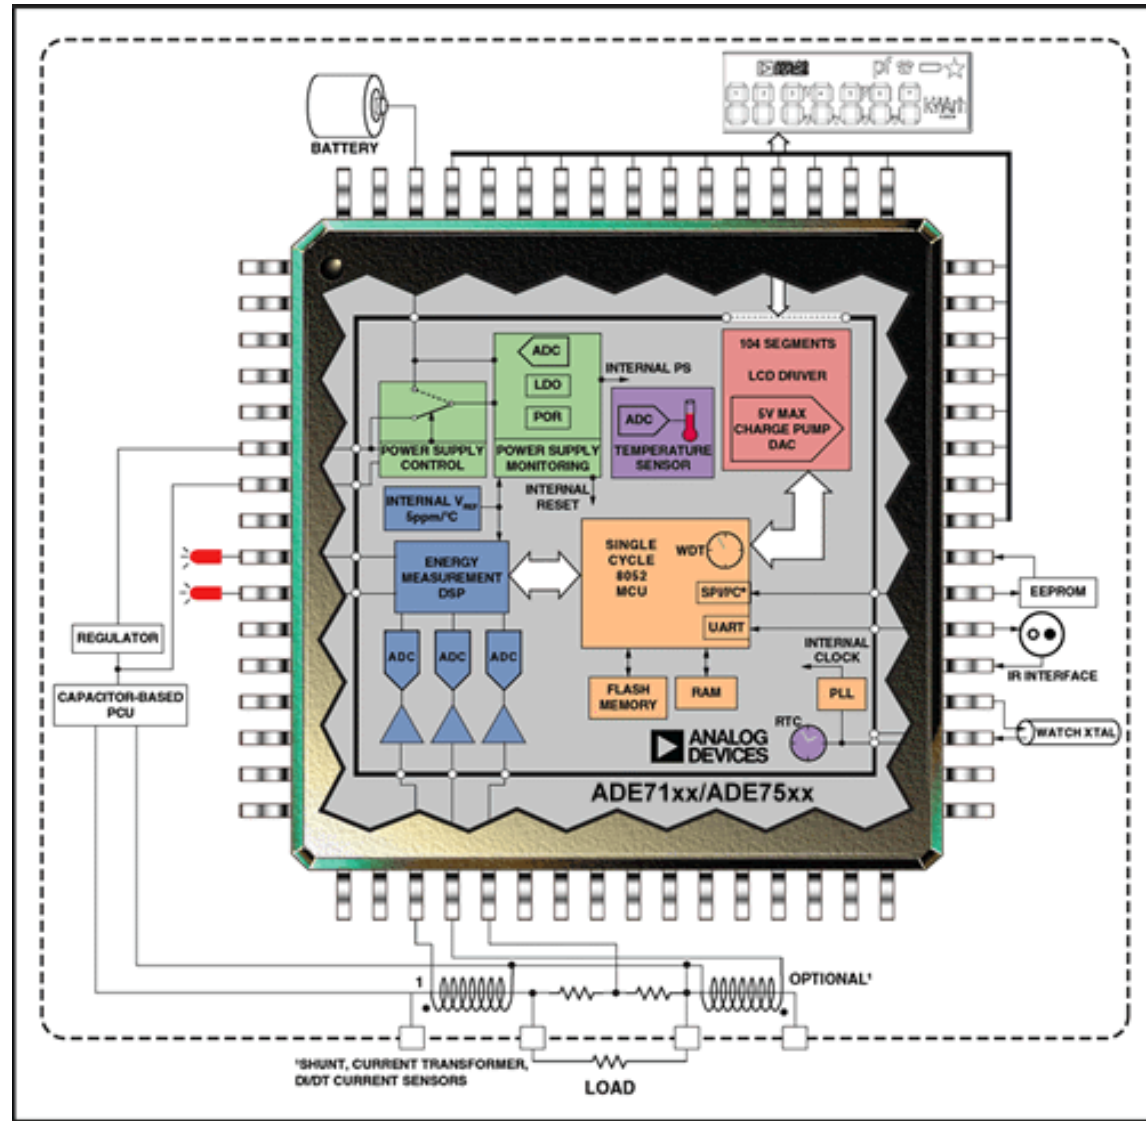 BATTERY
pf
kWArh
104 SEGMENTS
LCD DRIVER
5V MAX
CHARGE PUMP
DAC
ADC
LDO
POR
POWER SUPPLY
MONITORING
INTERNAL PS
ADC
TEMPERATURE
SENSOR
POWER SUPPLY
CONTROL
INTERNAL
RESET
INTERNAL VREF
5ppm/°C
ENERGY
MEASUREMENT
DSP
SINGLE
CYCLE
8052
MCU
WDT
SPI/I²C*
UART
EEPROM
REGULATOR
ADC
ADC
ADC
INTERNAL
CLOCK
IR INTERFACE
CAPACITOR-BASED
PCU
FLASH
MEMORY
RAM
PLL
RTC
WATCH XTAL
ANALOG
DEVICES
ADE71xx/ADE75xx
1
OPTIONAL¹
¹SHUNT, CURRENT TRANSFORMER,
DI/DT CURRENT SENSORS
LOAD